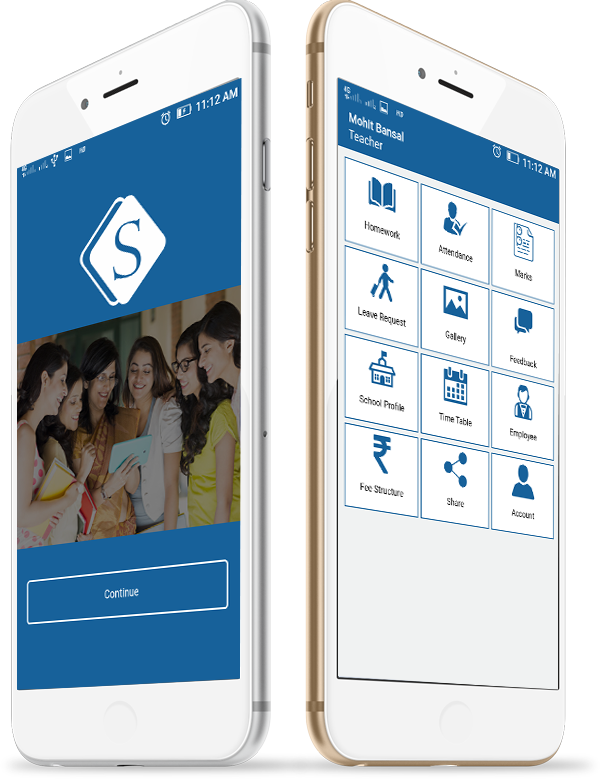 11:12 AM
S
Continue
4G
11:12 AM
Mohit Bansal
Teacher
Homework
Attendance
Marks
Leave Request
Gallery
Feedback
School Profile
Time Table
Employee
Fee Structure
Share
Account